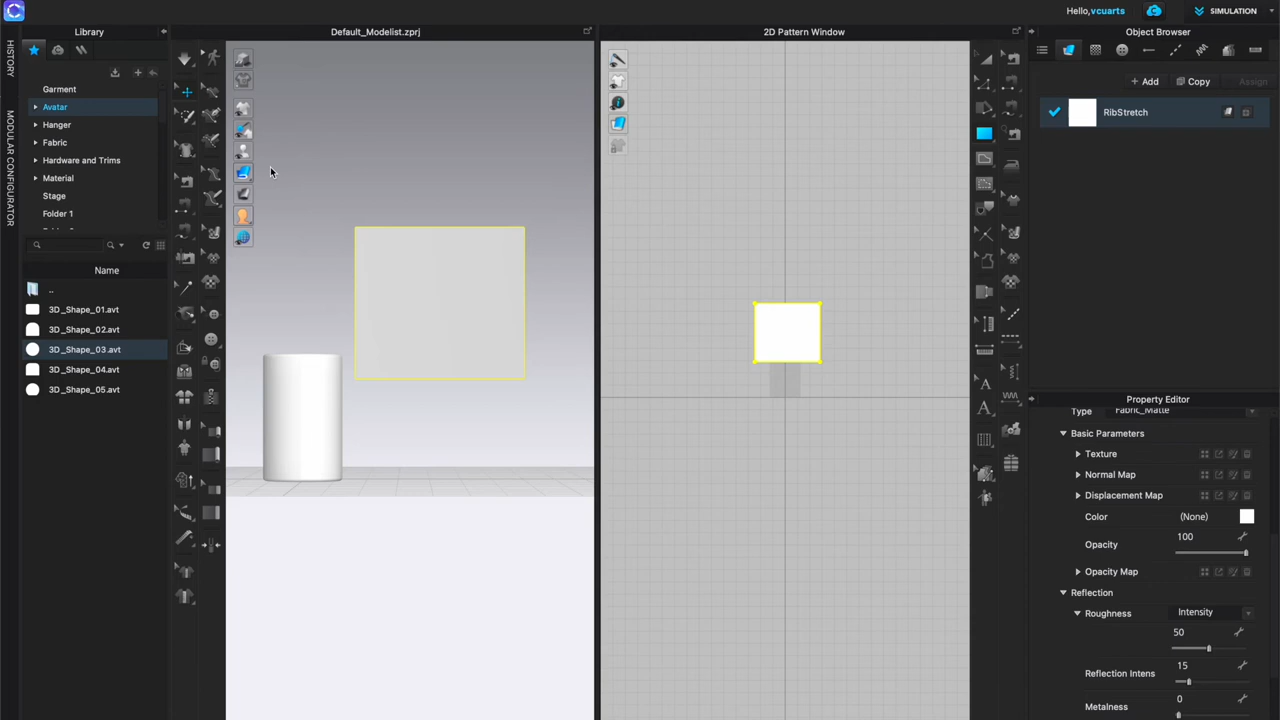 Hello,vcuarts
SIMULATION
Library
Default_Modelist.zprj
2D Pattern Window
Object Browser
HISTORY
MODULAR CONFIGURATOR
Garment
Avatar
Hanger
Fabric
Hardware and Trims
Material
Stage
Folder 1
Name
..
3D_Shape_01.avt
3D_Shape_02.avt
3D_Shape_03.avt
3D_Shape_04.avt
3D_Shape_05.avt
+ Add
Copy
Assign
RibStretch
Property Editor
Type Fabric_Matte
Basic Parameters
Texture
Normal Map
Displacement Map
Color (None)
Opacity 100
Opacity Map
Reflection
Roughness Intensity
50
Reflection Intens 15
Metalness 0